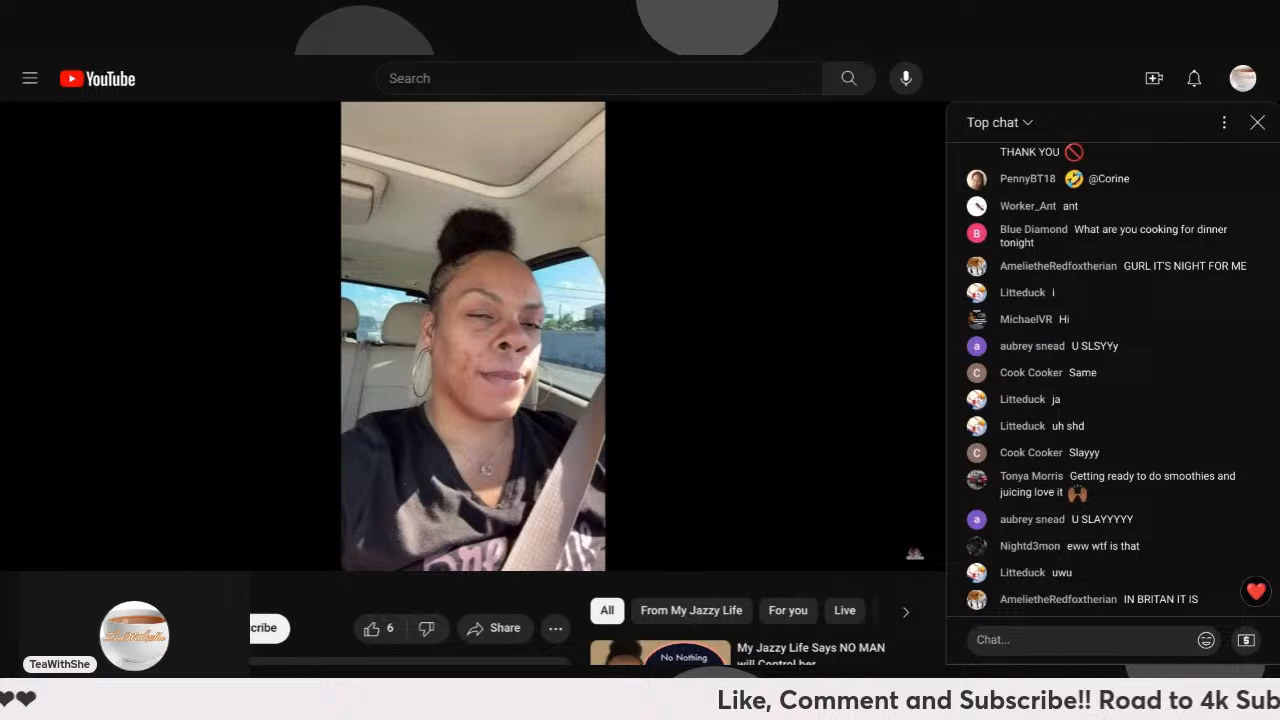 YouTube
Search
Top chat
THANK YOU
PennyBT18 @Corine
Worker_Ant ant
Blue Diamond What are you cooking for dinner
tonight
AmelietheRedfoxtherian GURL IT'S NIGHT FOR ME
Litteduck i
MichaelVR Hi
aubrey snead U SLSYYy
Cook Cooker Same
Litteduck ja
Litteduck uh shd
Cook Cooker Slayyy
Tonya Morris Getting ready to do smoothies and
juicing love it
aubrey snead U SLAYYYYY
Nightd3mon eww wtf is that
Litteduck uwu
AmelietheRedfoxtherian IN BRITAN IT IS
Chat...
cribe
6
Share
All
From My Jazzy Life
For you
Live
No Nothing
My Jazzy Life Says NO MAN
will Control her
TeaWithShe
TeaWithShe
Like, Comment and Subscribe!! Road to 4k Sub